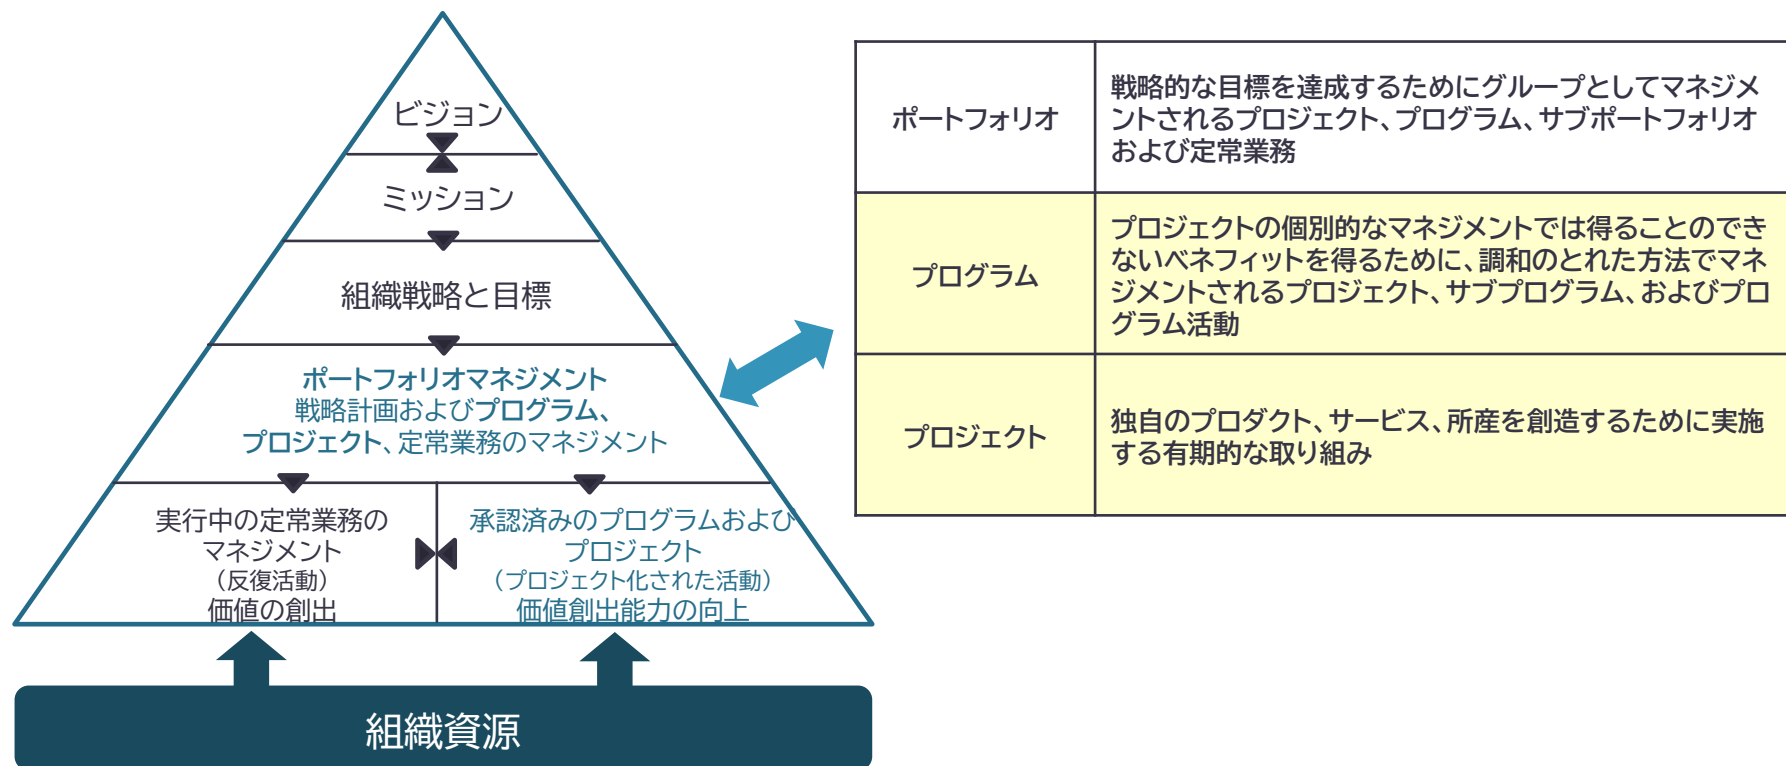 ビジョン
ミッション
組織戦略と目標
ポートフォリオマネジメント
戦略計画およびプログラム、
プロジェクト、定常業務のマネジメント
実行中の定常業務の
マネジメント
（反復活動）
価値の創出
承認済みのプログラムおよび
プロジェクト
（プロジェクト化された活動）
価値創出能力の向上
組織資源
ポートフォリオ
戦略的な目標を達成するためにグループとしてマネジメ
ントされるプロジェクト、プログラム、サブポートフォリオ
および定常業務
プログラム
プロジェクトの個別的なマネジメントでは得ることのでき
ないベネフィットを得るために、調和のとれた方法でマネ
ジメントされるプロジェクト、サブプログラム、およびプロ
グラム活動
プロジェクト
独自のプロダクト、サービス、所産を創造するために実施
する有期的な取り組み